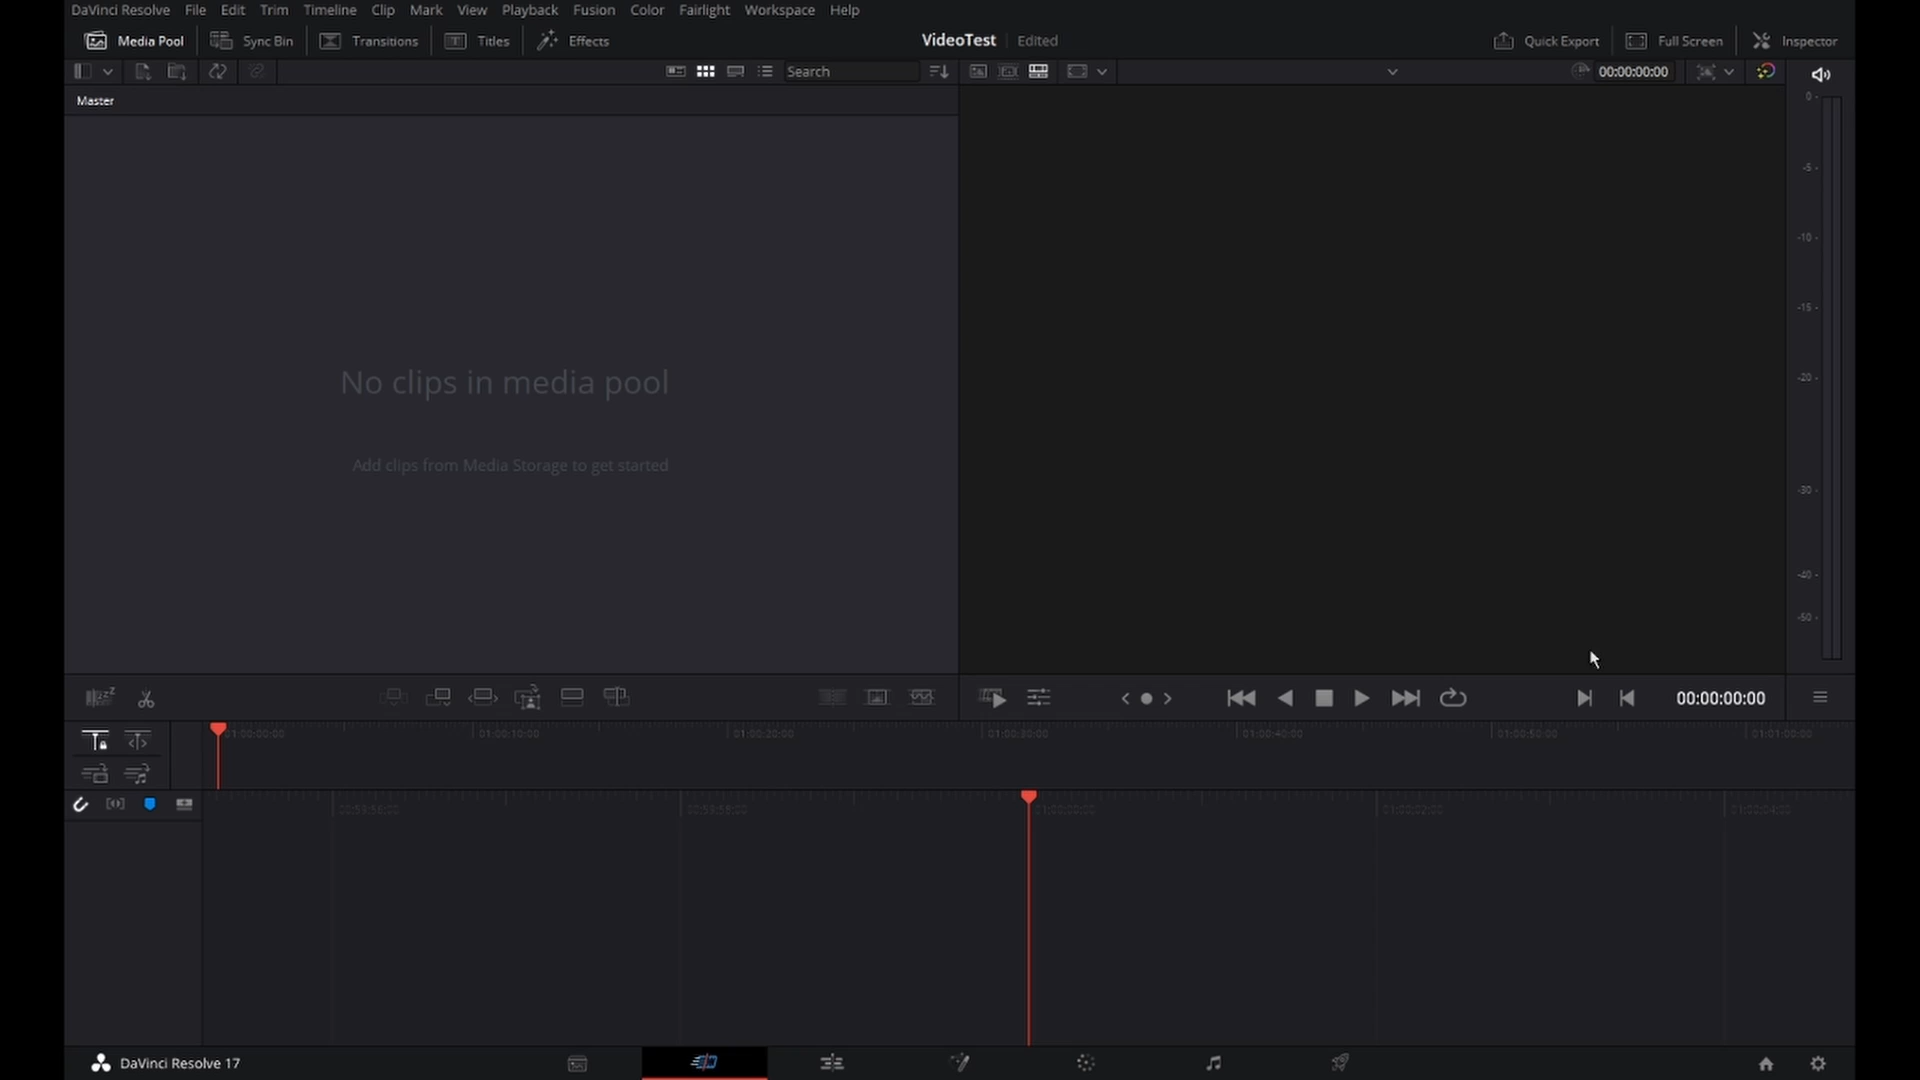 DaVinci Resolve File Edit Trim Timeline Clip Mark View Playback Fusion Color Fairlight Workspace Help
Media Pool Sync Bin Transitions Titles Effects VideoTest Edited Quick Export Full Screen Inspector
Search 00:00:00:00
Master
0
-5
-10
-15
-20
-30
-40
-50
No clips in media pool
Add clips from Media Storage to get started
00:00:00:00
01:00:00:00 01:00:10:00 01:00:20:00 01:00:30:00 01:00:40:00 01:00:50:00 01:01:00:00
00:59:56:00 00:59:58:00 01:00:00:00 01:00:02:00 01:00:04:00
DaVinci Resolve 17